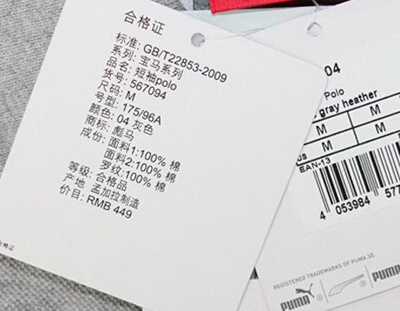 合格证
标准: GB/T22853-2009
系列: 宝马系列
品名: 短袖polo
货号: 567094
尺码: M
型号: 175/96A
颜色: 04 灰色
商标: 彪马
成份: 面料1:100% 棉
面料2:100% 棉
罗纹:100% 棉
等级: 合格品
产地: 孟加拉制造
价目: RMB 449
04
Polo
gray heather
M M
M M
EAN-13
4 053984 577
REGISTERED TRADEMARKS OF PUMA SE
PUMA
PUMA
格证